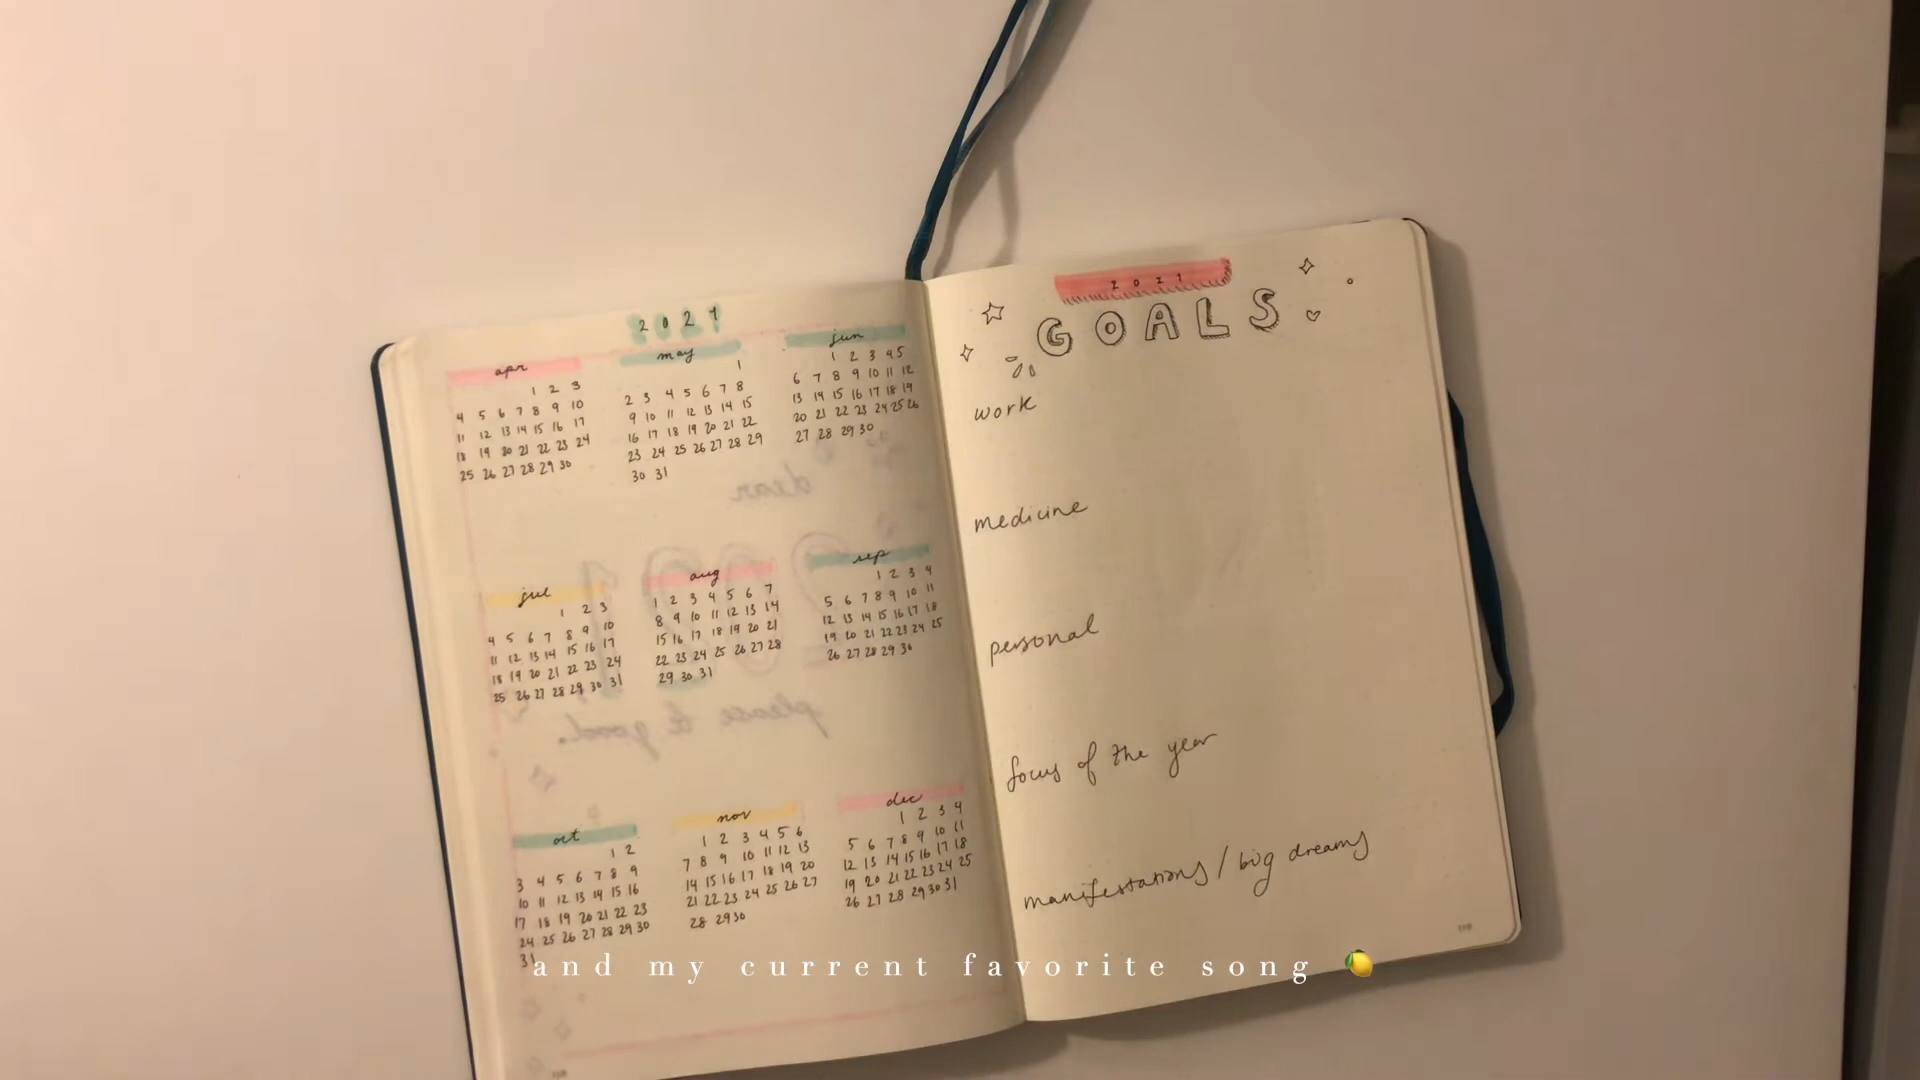 2021
apr
1 2 3
4 5 6 7 8 9 10
11 12 13 14 15 16 17
18 19 20 21 22 23 24
25 26 27 28 29 30
may
1
2 3 4 5 6 7 8
9 10 11 12 13 14 15
16 17 18 19 20 21 22
23 24 25 26 27 28 29
30 31
jun
1 2 3 4 5
6 7 8 9 10 11 12
13 14 15 16 17 18 19
20 21 22 23 24 25 26
27 28 29 30
jul
1 2 3
4 5 6 7 8 9 10
11 12 13 14 15 16 17
18 19 20 21 22 23 24
25 26 27 28 29 30 31
aug
1 2 3 4 5 6 7
8 9 10 11 12 13 14
15 16 17 18 19 20 21
22 23 24 25 26 27 28
29 30 31
sep
1 2 3 4
5 6 7 8 9 10 11
12 13 14 15 16 17 18
19 20 21 22 23 24 25
26 27 28 29 30
oct
1 2
3 4 5 6 7 8 9
10 11 12 13 14 15 16
17 18 19 20 21 22 23
24 25 26 27 28 29 30
31
nov
1 2 3 4 5 6
7 8 9 10 11 12 13
14 15 16 17 18 19 20
21 22 23 24 25 26 27
28 29 30
dec
1 2 3 4
5 6 7 8 9 10 11
12 13 14 15 16 17 18
19 20 21 22 23 24 25
26 27 28 29 30 31
2021
GOALS
work
medicine
personal
focus of the year
manifestations / big dreams
and my current favorite song 🍋